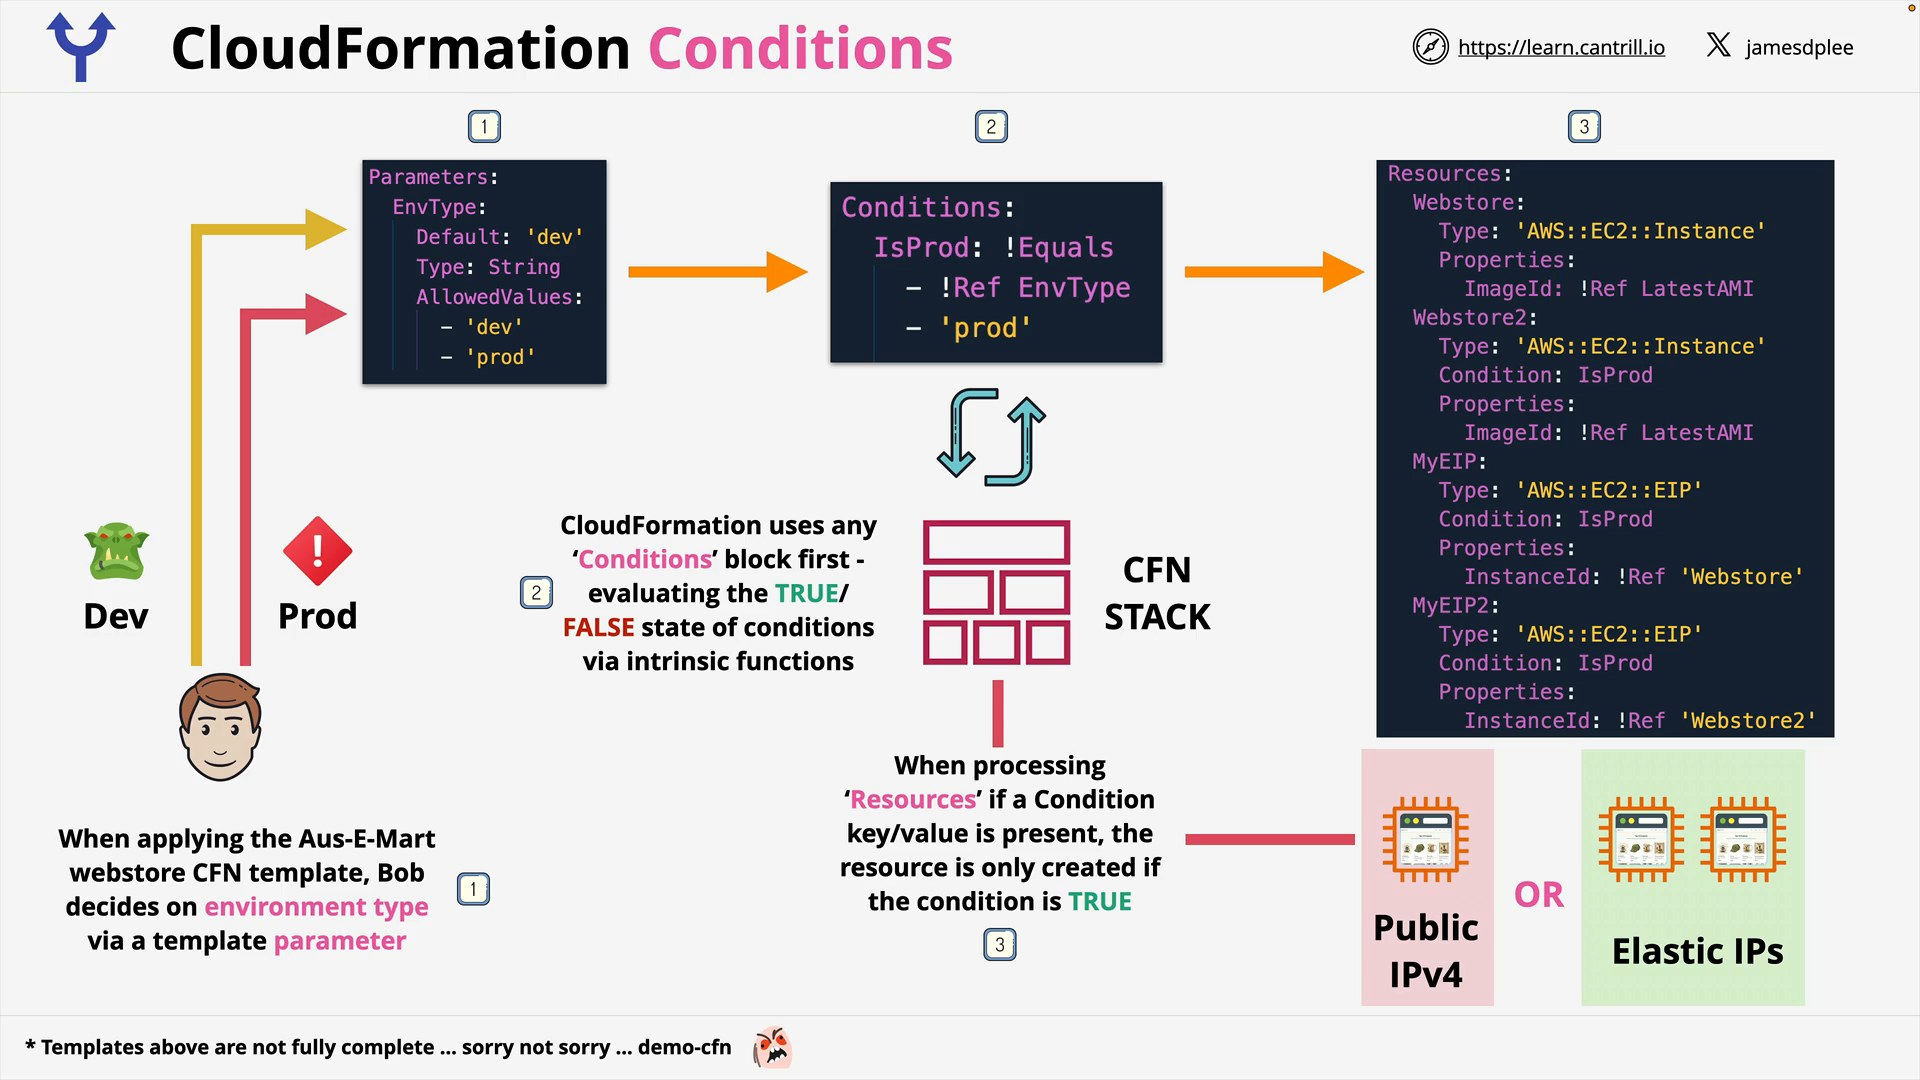 CloudFormation Conditions
https://learn.cantrill.io
jamesdplee
1
Parameters:
EnvType:
Default: 'dev'
Type: String
AllowedValues:
- 'dev'
- 'prod'
2
Conditions:
IsProd: !Equals
- !Ref EnvType
- 'prod'
3
Resources:
Webstore:
Type: 'AWS::EC2::Instance'
Properties:
ImageId: !Ref LatestAMI
Webstore2:
Type: 'AWS::EC2::Instance'
Condition: IsProd
Properties:
ImageId: !Ref LatestAMI
MyEIP:
Type: 'AWS::EC2::EIP'
Condition: IsProd
Properties:
InstanceId: !Ref 'Webstore'
MyEIP2:
Type: 'AWS::EC2::EIP'
Condition: IsProd
Properties:
InstanceId: !Ref 'Webstore2'
Dev
Prod
When applying the Aus-E-Mart
webstore CFN template, Bob
decides on environment type
via a template parameter
1
2
CloudFormation uses any
‘Conditions’ block first -
evaluating the TRUE/
FALSE state of conditions
via intrinsic functions
CFN
STACK
When processing
‘Resources’ if a Condition
key/value is present, the
resource is only created if
the condition is TRUE
3
Public
IPv4
OR
Elastic IPs
* Templates above are not fully complete ... sorry not sorry ... demo-cfn